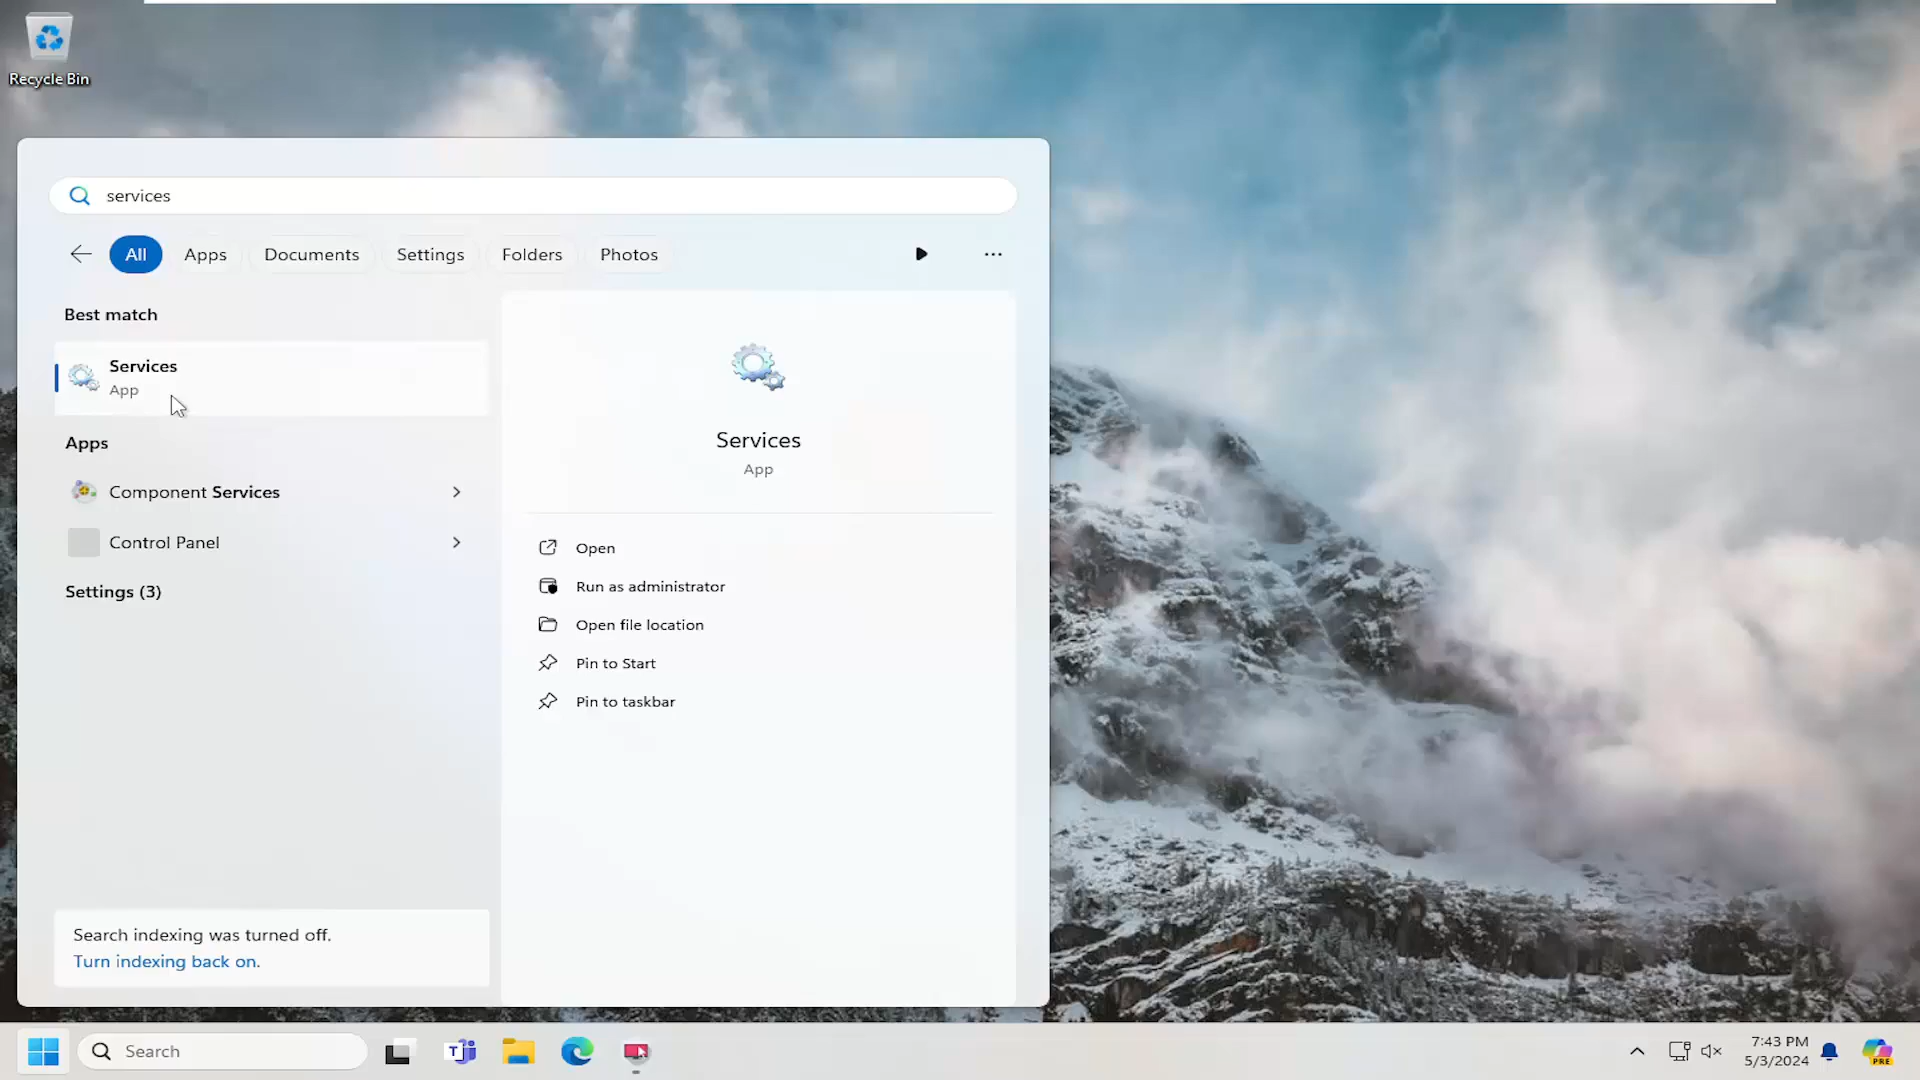 Recycle Bin
services
All
Apps
Documents
Settings
Folders
Photos
Best match
Services
App
Apps
Component Services
Control Panel
Settings (3)
Search indexing was turned off.
Turn indexing back on.
Services
App
Open
Run as administrator
Open file location
Pin to Start
Pin to taskbar
Search
7:43 PM
5/3/2024
PRE